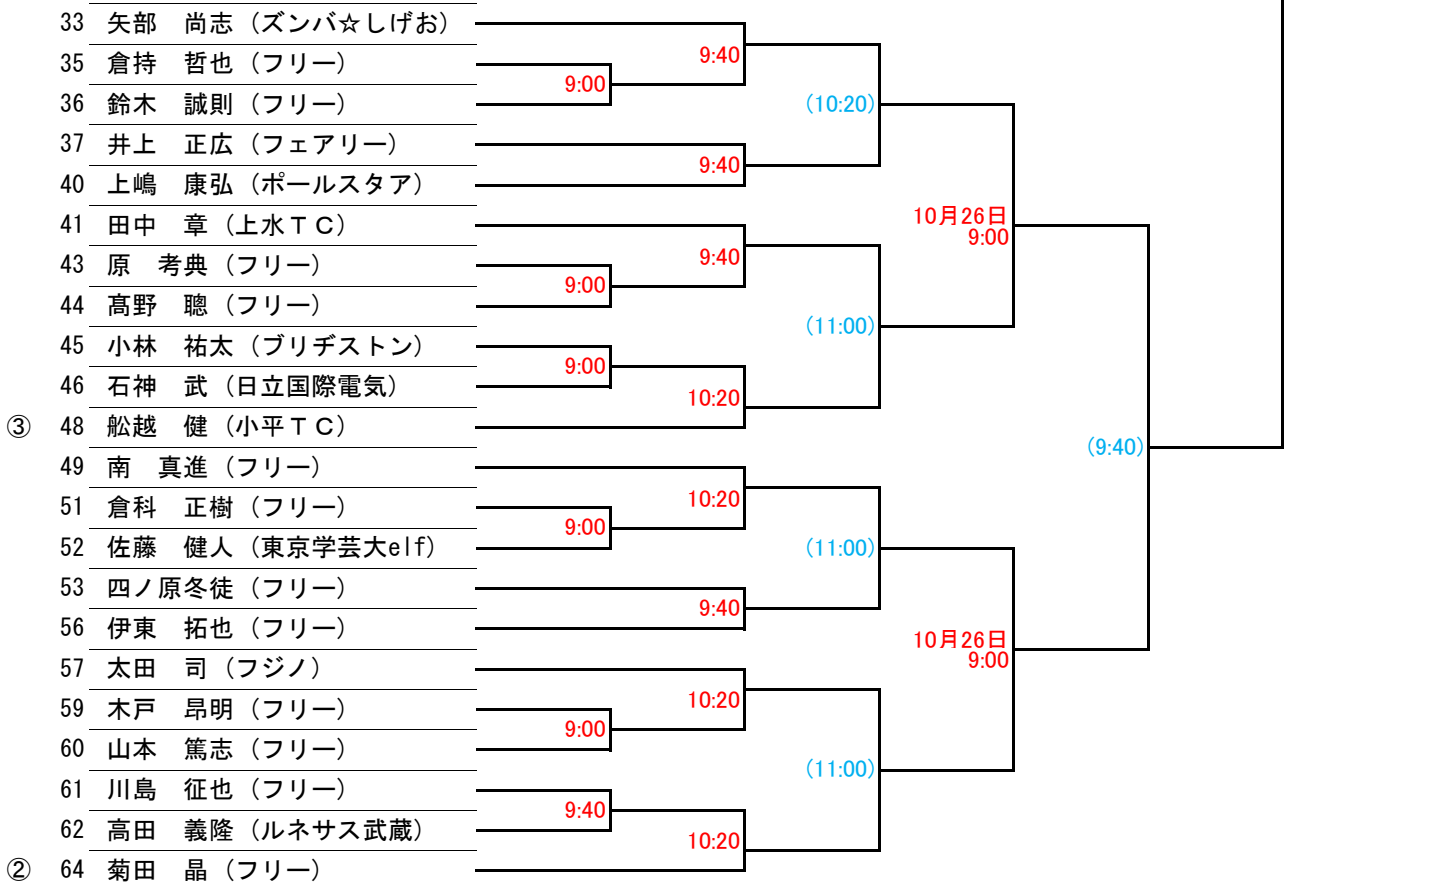 33 矢部　尚志（ズンバ☆しげお）
9:40
35 倉持　哲也（フリー）
9:00
36 鈴木　誠則（フリー）
(10:20)
37 井上　正広（フェアリー）
9:40
40 上嶋　康弘（ポールスタア）
10月26日
9:00
41 田中　章（上水ＴＣ）
9:40
43 原　考典（フリー）
9:00
44 髙野　聰（フリー）
(11:00)
45 小林　祐太（ブリヂストン）
9:00
46 石神　武（日立国際電気）
10:20
③ 48 舩越　健（小平ＴＣ）
(9:40)
49 南　真進（フリー）
10:20
51 倉科　正樹（フリー）
9:00
52 佐藤　健人（東京学芸大elf）
(11:00)
53 四ノ原冬徒（フリー）
9:40
56 伊東　拓也（フリー）
10月26日
9:00
57 太田　司（フジノ）
10:20
59 木戸　昂明（フリー）
9:00
60 山本　篤志（フリー）
(11:00)
61 川島　征也（フリー）
9:40
62 高田　義隆（ルネサス武蔵）
10:20
② 64 菊田　晶（フリー）